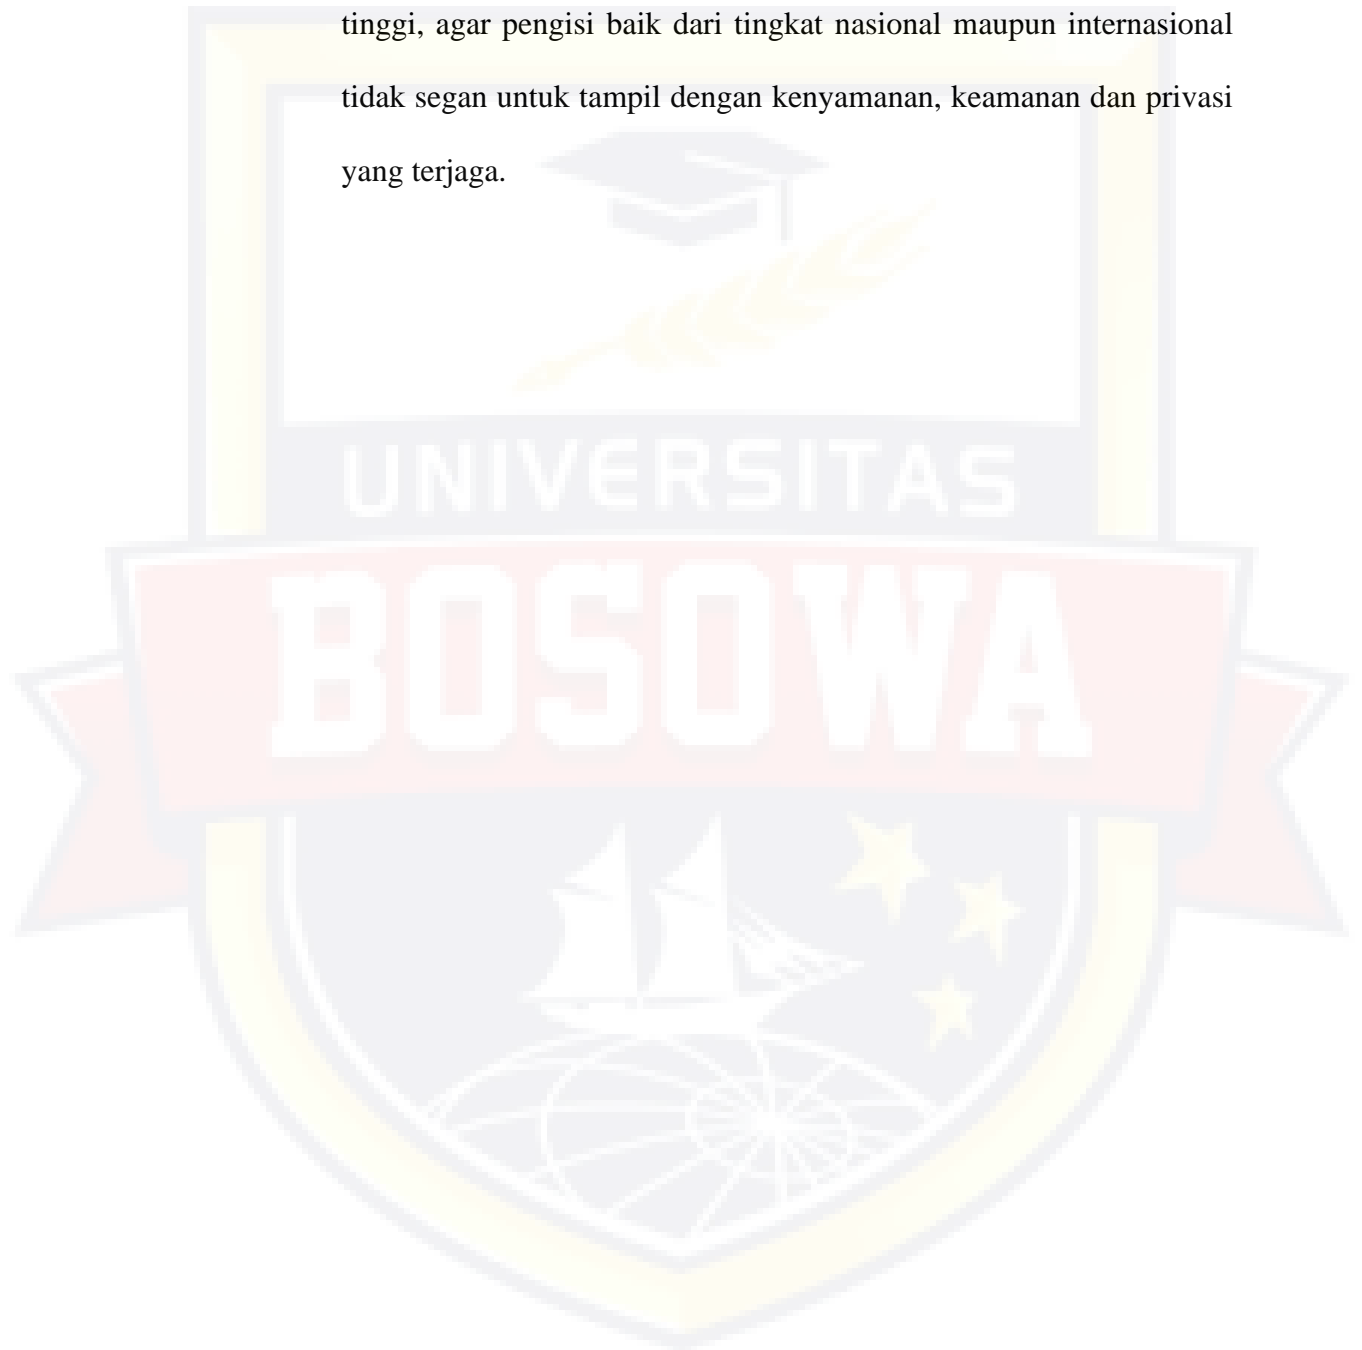 tinggi, agar pengisi baik dari tingkat nasional maupun internasional
tidak segan untuk tampil dengan kenyamanan, keamanan dan privasi
yang terjaga.
UNIVERSITAS
BOSOWA